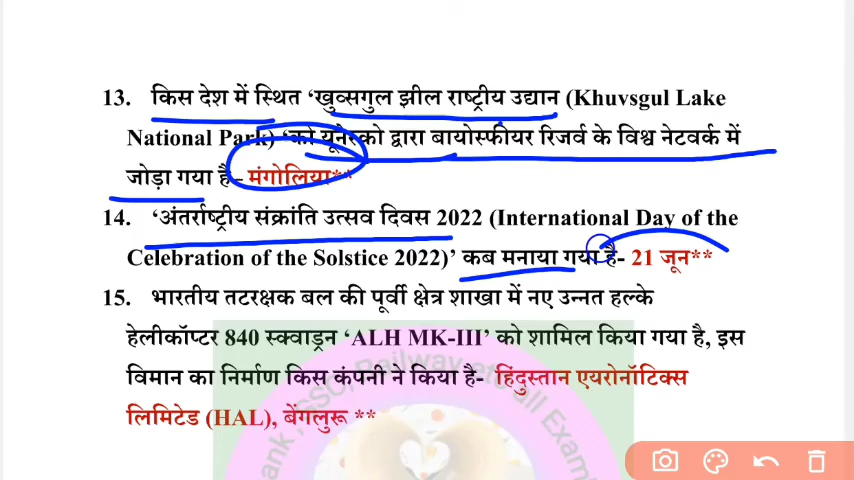 13. किस देश में स्थित ‘खुव्सगुल झील राष्ट्रीय उद्यान (Khuvsgul Lake
National Park) ‘को यूनेस्को द्वारा बायोस्फीयर रिजर्व के विश्व नेटवर्क में
जोड़ा गया है- मंगोलिया**
14. ‘अंतर्राष्ट्रीय संक्रांति उत्सव दिवस 2022 (International Day of the
Celebration of the Solstice 2022)’ कब मनाया गया है- 21 जून**
15. भारतीय तटरक्षक बल की पूर्वी क्षेत्र शाखा में नए उन्नत हल्के
हेलीकॉप्टर 840 स्क्वाड्रन ‘ALH MK-III’ को शामिल किया गया है, इस
विमान का निर्माण किस कंपनी ने किया है- हिंदुस्तान एयरोनॉटिक्स
लिमिटेड (HAL), बेंगलुरू **